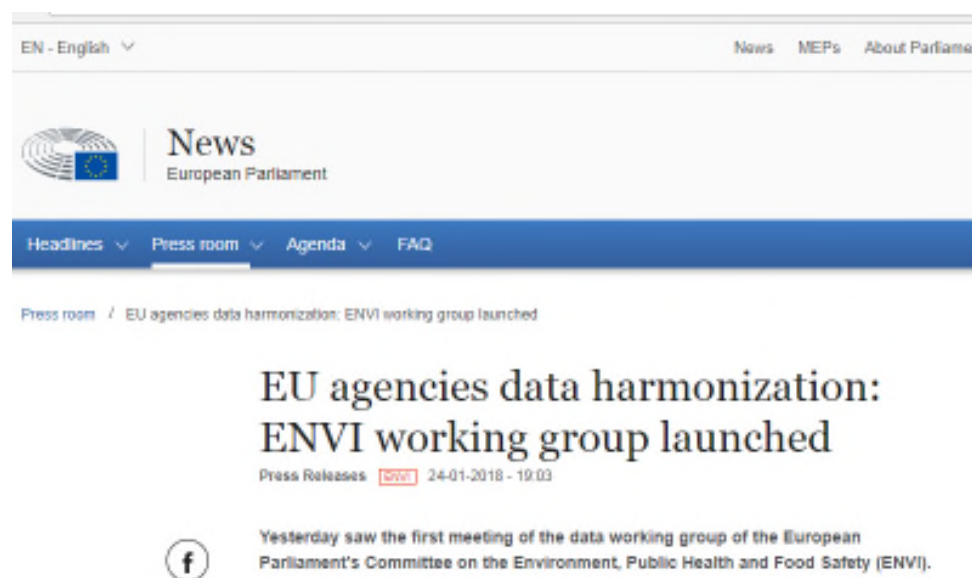 EN - English
News MEPs About Parliame
News
European Parliament
Headlines Press room Agenda FAQ
Press room / EU agencies data harmonization: ENVI working group launched
EU agencies data harmonization:
ENVI working group launched
Press Releases ENVI 24-01-2018 - 19:03
Yesterday saw the first meeting of the data working group of the European
Parliament's Committee on the Environment, Public Health and Food Safety (ENVI).
f